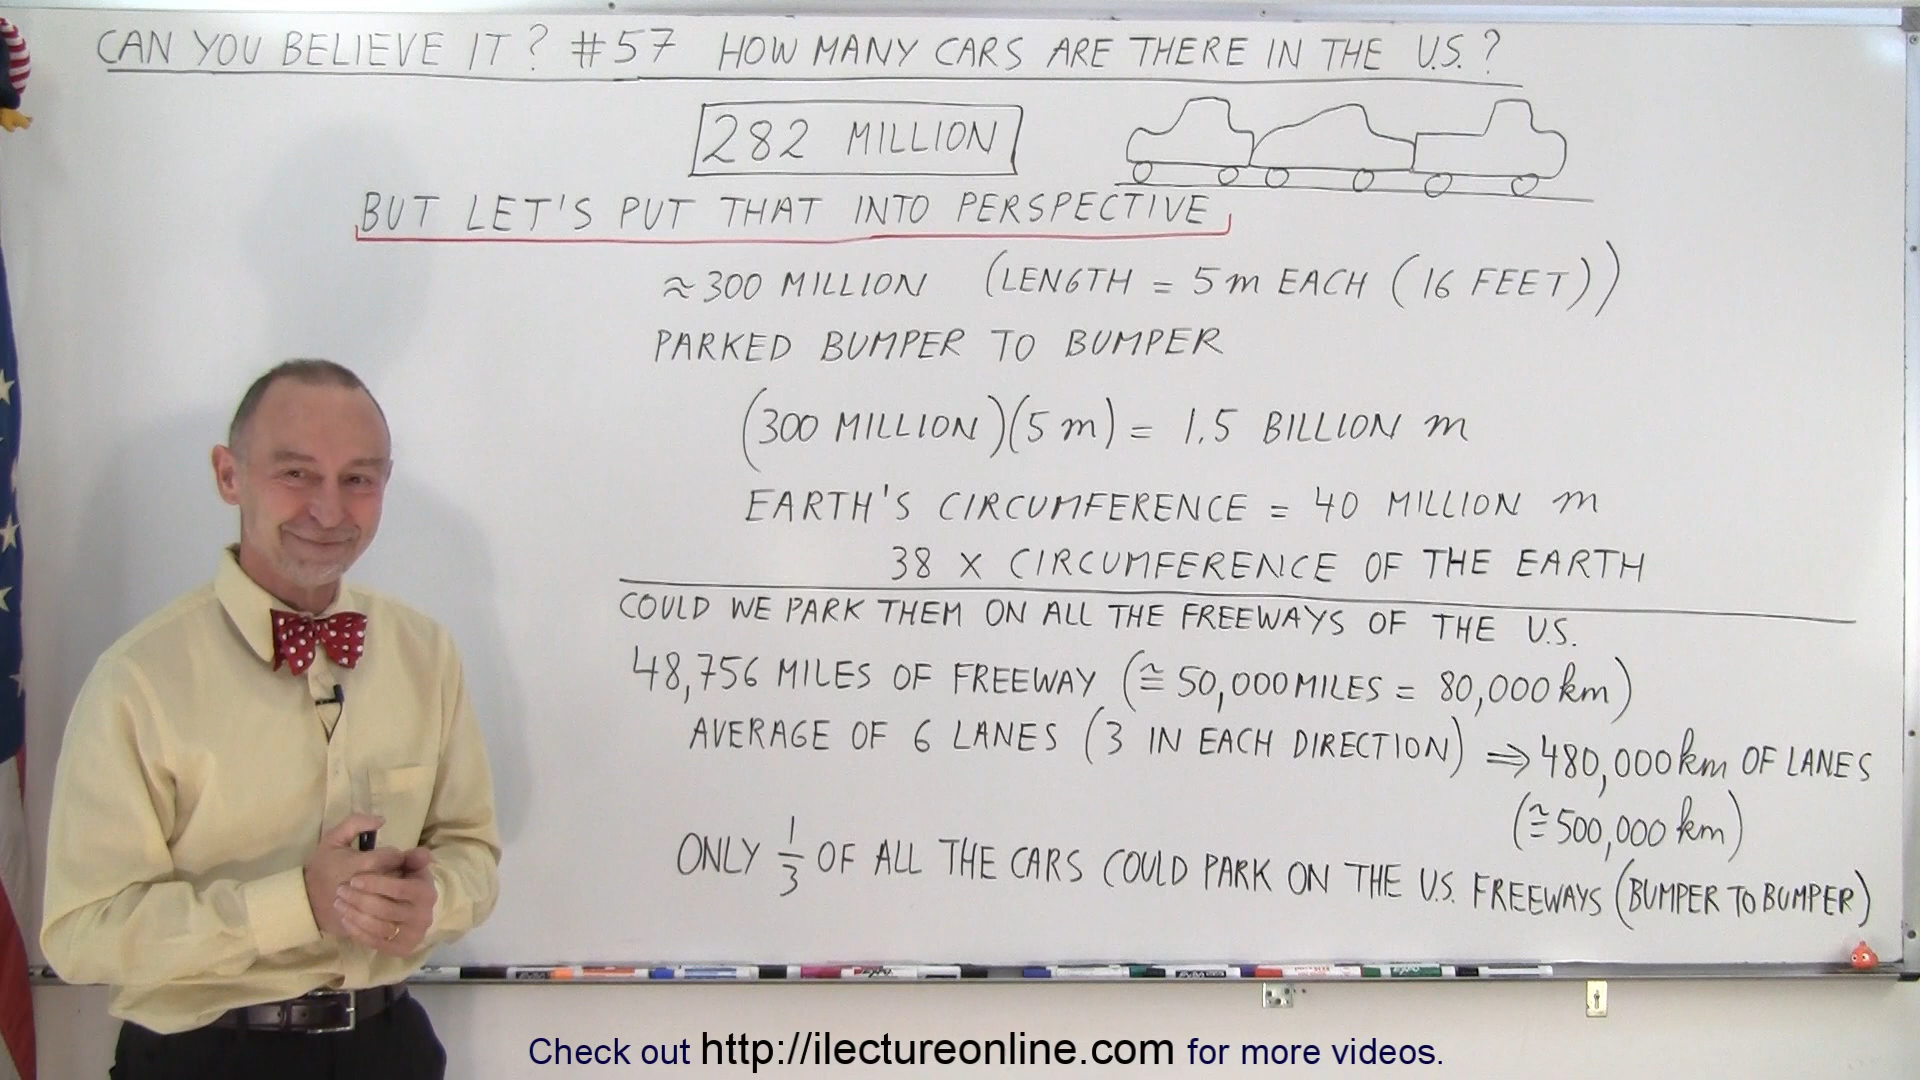 CAN YOU BELIEVE IT? #57 HOW MANY CARS ARE THERE IN THE U.S.?
282 MILLION
BUT LET'S PUT THAT INTO PERSPECTIVE
≈300 MILLION (LENGTH = 5m EACH (16 FEET))
PARKED BUMPER TO BUMPER
(300 MILLION)(5 m) = 1.5 BILLION m
EARTH'S CIRCUMFERENCE = 40 MILLION m
38 X CIRCUMFERENCE OF THE EARTH
COULD WE PARK THEM ON ALL THE FREEWAYS OF THE U.S.
48,756 MILES OF FREEWAY (≅ 50,000 MILES = 80,000 km)
AVERAGE OF 6 LANES (3 IN EACH DIRECTION) ⇒ 480,000 km OF LANES
(≅ 500,000 km)
ONLY 1/3 OF ALL THE CARS COULD PARK ON THE U.S. FREEWAYS (BUMPER TO BUMPER)
Check out http://ilectureonline.com for more videos.